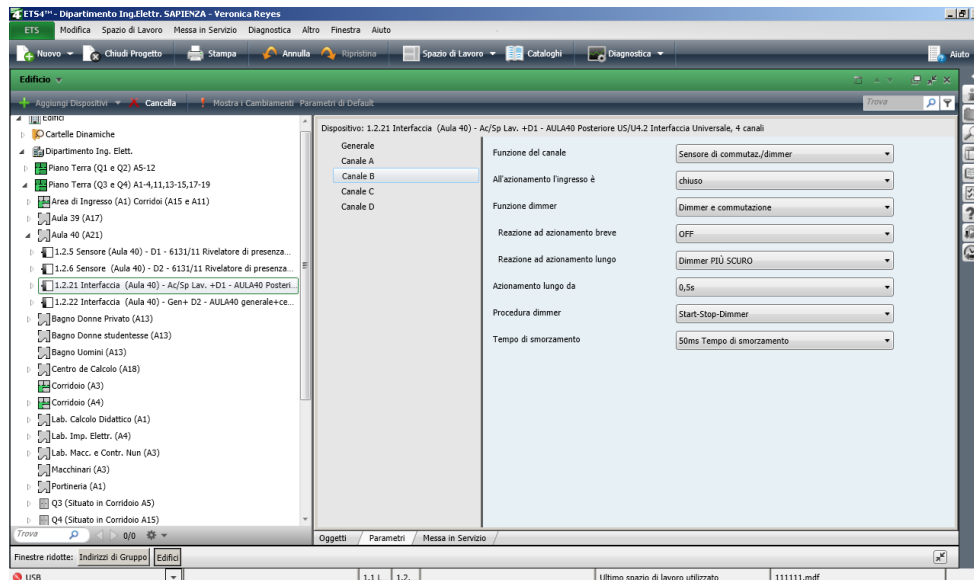 ETS4™ - Dipartimento Ing.Elettr. SAPIENZA - Veronica Reyes
ETS Modifica Spazio di Lavoro Messa in Servizio Diagnostica Altro Finestra Aiuto
Nuovo Chiudi Progetto Stampa Annulla Ripristina Spazio di Lavoro Cataloghi Diagnostica Aiuto
Edificio
Aggiungi Dispositivi Cancella Mostra i Cambiamenti Parametri di Default Trova
Edifici
Cartelle Dinamiche
Dipartimento Ing. Elett.
Piano Terra (Q1 e Q2) A5-12
Piano Terra (Q3 e Q4) A1-4,11,13-15,17-19
Area di Ingresso (A1) Corridoi (A15 e A11)
Aula 39 (A17)
Aula 40 (A21)
1.2.5 Sensore (Aula 40) - D1 - 6131/11 Rivelatore di presenza...
1.2.6 Sensore (Aula 40) - D2 - 6131/11 Rivelatore di presenza...
1.2.21 Interfaccia (Aula 40) - Ac/Sp Lav. +D1 - AULA40 Posteri...
1.2.22 Interfaccia (Aula 40) - Gen+ D2 - AULA40 generale+ce...
Bagno Donne Privato (A13)
Bagno Donne studentesse (A13)
Bagno Uomini (A13)
Centro de Calcolo (A18)
Corridoio (A3)
Corridoio (A4)
Lab. Calcolo Didattico (A1)
Lab. Imp. Elettr. (A4)
Lab. Macc. e Contr. Nun (A3)
Macchinari (A3)
Portineria (A1)
Q3 (Situato in Corridoio A5)
Q4 (Situato in Corridoio A15)
Trova 0/0
Dispositivo: 1.2.21 Interfaccia (Aula 40) - Ac/Sp Lav. +D1 - AULA40 Posteriore US/U4.2 Interfaccia Universale, 4 canali
Generale
Canale A
Canale B
Canale C
Canale D
Funzione del canale Sensore di commutaz./dimmer
All'azionamento l'ingresso è chiuso
Funzione dimmer Dimmer e commutazione
Reazione ad azionamento breve OFF
Reazione ad azionamento lungo Dimmer PIÙ SCURO
Azionamento lungo da 0,5s
Procedura dimmer Start-Stop-Dimmer
Tempo di smorzamento 50ms Tempo di smorzamento
Oggetti Parametri Messa in Servizio
Finestre ridotte: Indirizzi di Gruppo Edifici
USB 1.1 L 1.2. Ultimo spazio di lavoro utilizzato 111111.mdf